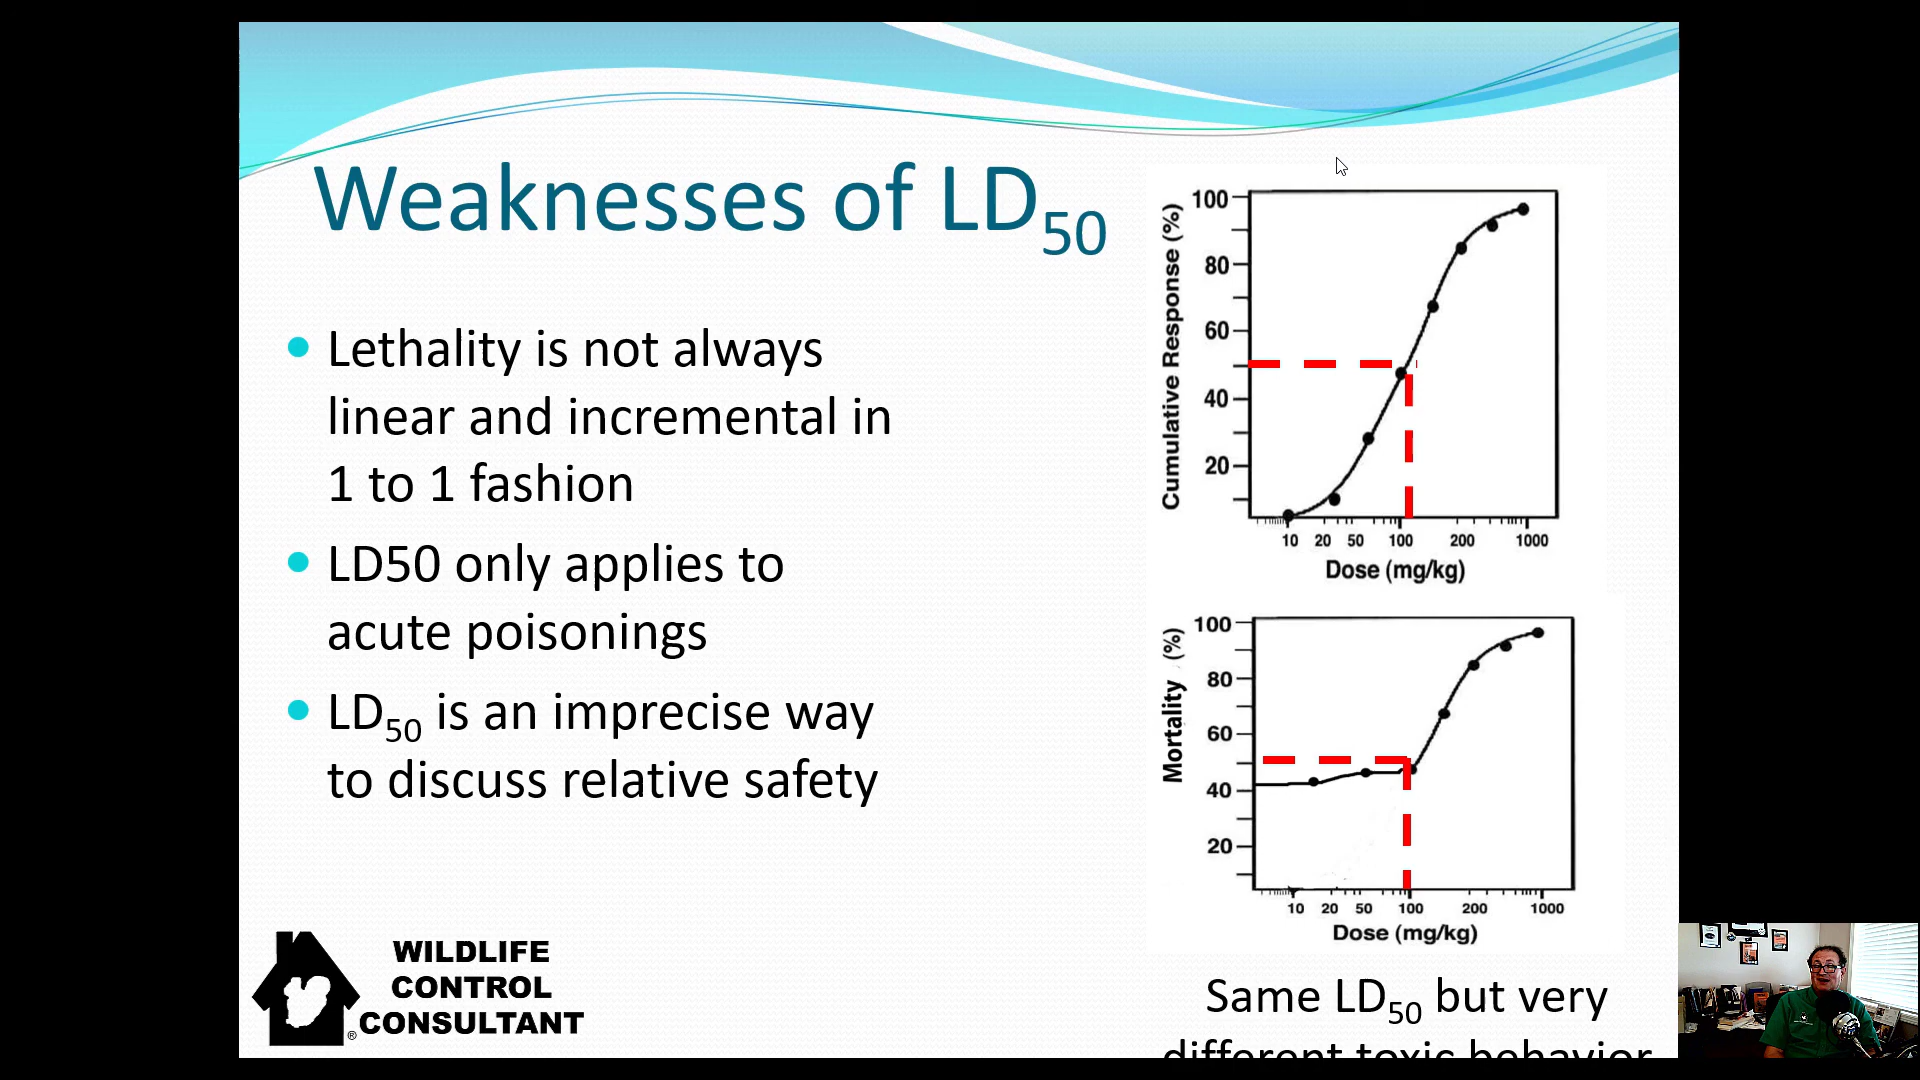 Weaknesses of LD50
Lethality is not always
linear and incremental in
1 to 1 fashion
LD50 only applies to
acute poisonings
LD50 is an imprecise way
to discuss relative safety
WILDLIFE
CONTROL
CONSULTANT
®
Cumulative Response (%)
100
80
60
40
20
10 20 50 100 200 1000
Dose (mg/kg)
Mortality (%)
100
80
60
40
20
10 20 50 100 200 1000
Dose (mg/kg)
Same LD50 but very
different toxic behavior